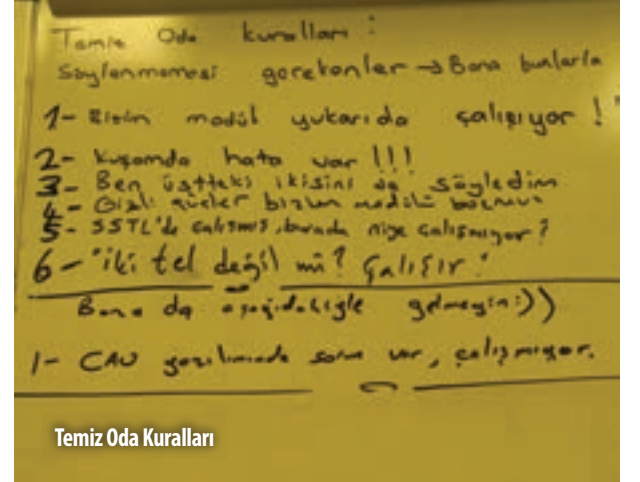 Temiz Oda kuralları :
Söylenmemesi gerekenler → Bana bunlarla
1- Bizim modül yukarıda çalışıyor !
2- Kuşamda hata var !!!
3- Ben üstteki ikisini de söyledim
4- Gizli güçler bizim modülü bozmuş
5- SSTL'de çalışmış, burada niye çalışmıyor?
6- "iki tel değil mi? Çalışır."
Bana da aşağıdakiyle gelmeyin:))
1- CAU yazılımında sorun var, çalışmıyor.
Temiz Oda Kuralları